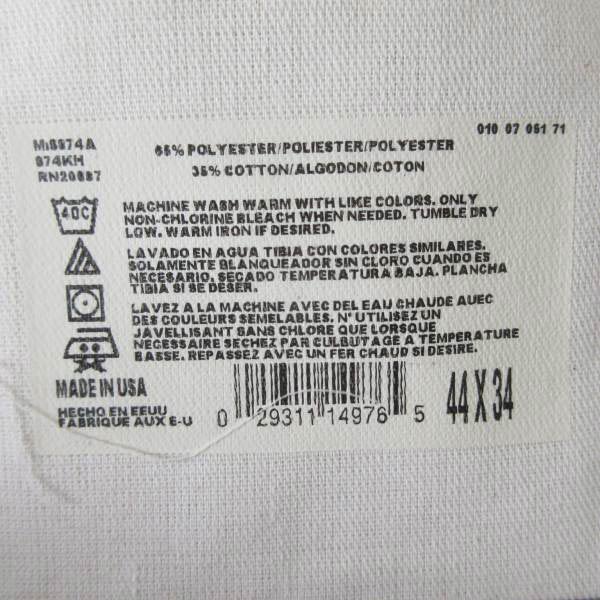 010 07 051 71
M:8874A
874KH
RN20887
65% POLYESTER/POLIESTER/POLYESTER
35% COTTON/ALGODON/COTON
40C
MACHINE WASH WARM WITH LIKE COLORS. ONLY
NON-CHLORINE BLEACH WHEN NEEDED. TUMBLE DRY
LOW. WARM IRON IF DESIRED.
LAVADO EN AGUA TIBIA CON COLORES SIMILARES.
SOLAMENTE BLANQUEADOR SIN CLORO CUANDO ES
NECESARIO. SECADO TEMPERATURA BAJA. PLANCHA
TIBIA SI SE DESER.
LAVEZ A LA MACHINE AVEC DEL EAU CHAUDE AUEC
DES COULEURS SEMELABLES. N' UTILISEZ UN
JAVELLISANT SANS CHLORE QUE LORSQUE
NECESSAIRE SECHEZ PAR CULBUTAGE A TEMPERATURE
BASSE. REPASSEZ AVEC UN FER CHAUD SI DESIRE.
MADE IN USA
HECHO EN EEUU
FABRIQUE AUX E-U
0 29311 14976 5
44 X 34